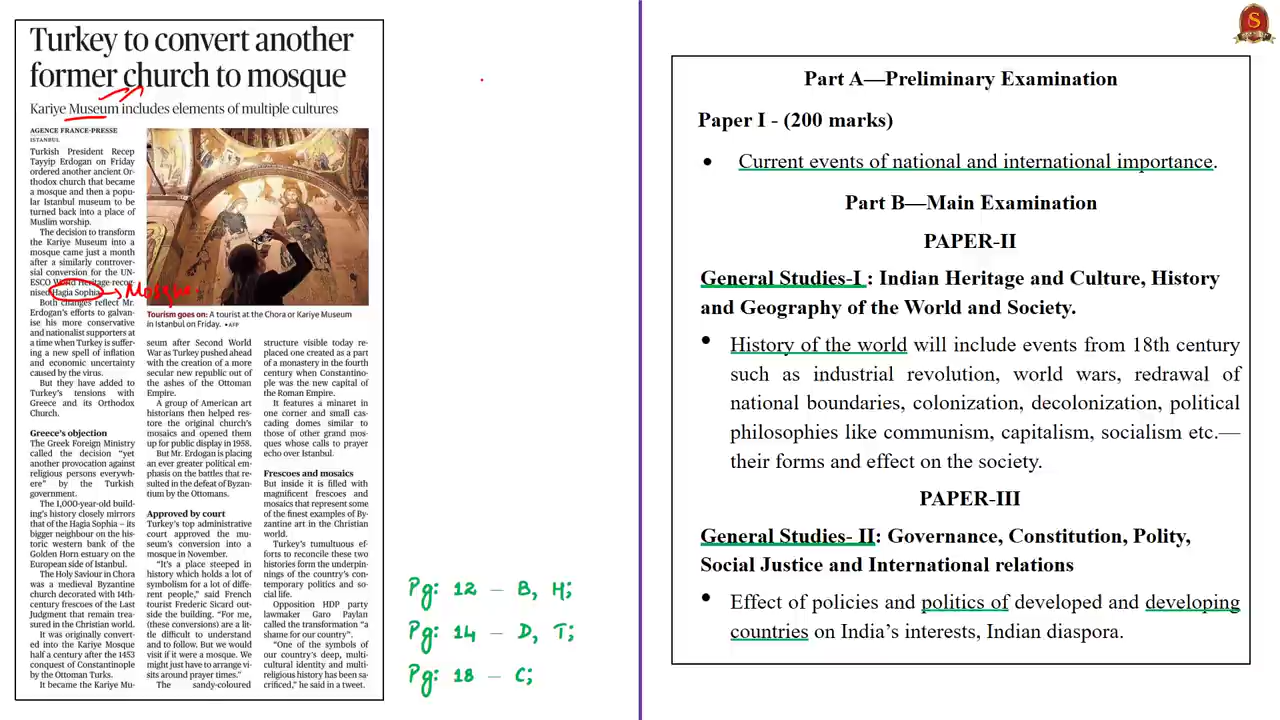 Turkey to convert another
former church to mosque
Kariye Museum includes elements of multiple cultures
AGENCE FRANCE-PRESSE
ISTANBUL
Turkish President Recep
Tayyip Erdogan on Friday
ordered another ancient Or-
thodox church that became
a mosque and then a popu-
lar Istanbul museum to be
turned back into a place of
Muslim worship.
The decision to transform
the Kariye Museum into a
mosque came just a month
after a similarly controver-
sial conversion for the UN-
ESCO World Heritage-recog-
nised Hagia Sophia. Mosque
Both changes reflect Mr.
Erdogan's efforts to galvan-
ise his more conservative
and nationalist supporters at
a time when Turkey is suffer-
ing a new spell of inflation
and economic uncertainty
caused by the virus.
But they have added to
Turkey's tensions with
Greece and its Orthodox
Church.
Greece's objection
The Greek Foreign Ministry
called the decision "yet
another provocation against
religious persons everywh-
ere" by the Turkish
government.
The 1,000-year-old build-
ing's history closely mirrors
that of the Hagia Sophia – its
bigger neighbour on the his-
toric western bank of the
Golden Horn estuary on the
European side of Istanbul.
The Holy Saviour in Chora
was a medieval Byzantine
church decorated with 14th-
century frescoes of the Last
Judgment that remain trea-
sured in the Christian world.
It was originally convert-
ed into the Kariye Mosque
half a century after the 1453
conquest of Constantinople
by the Ottoman Turks.
It became the Kariye Mu-
Tourism goes on: A tourist at the Chora or Kariye Museum
in Istanbul on Friday. • AFP
seum after Second World
War as Turkey pushed ahead
with the creation of a more
secular new republic out of
the ashes of the Ottoman
Empire.
A group of American art
historians then helped res-
tore the original church's
mosaics and opened them
up for public display in 1958.
But Mr. Erdogan is placing
an ever greater political em-
phasis on the battles that re-
sulted in the defeat of Byzan-
tium by the Ottomans.
Approved by court
Turkey's top administrative
court approved the mu-
seum's conversion into a
mosque in November.
"It's a place steeped in
history which holds a lot of
symbolism for a lot of differ-
ent people," said French
tourist Frederic Sicard out-
side the building. "For me,
(these conversions) are a lit-
tle difficult to understand
and to follow. But we would
visit if it were a mosque. We
might just have to arrange vi-
sits around prayer times."
The sandy-coloured
structure visible today rep-
laced one created as a part
of a monastery in the fourth
century when Constantino-
ple was the new capital of
the Roman Empire.
It features a minaret in
one corner and small cas-
cading domes similar to
those of other grand mos-
ques whose calls to prayer
echo over Istanbul.
Frescoes and mosaics
But inside it is filled with
magnificent frescoes and
mosaics that represent some
of the finest examples of By-
zantine art in the Christian
world.
Turkey's tumultuous ef-
forts to reconcile these two
histories form the underpin-
nings of the country's con-
temporary politics and so-
cial life.
Opposition HDP party
lawmaker Garo Paylan
called the transformation "a
shame for our country".
"One of the symbols of
our country's deep, multi-
cultural identity and multi-
religious history has been sa-
crificed," he said in a tweet.
Pg: 12 – B, H;
Pg: 14 – D, T;
Pg: 18 – C;
Part A—Preliminary Examination
Paper I - (200 marks)
• Current events of national and international importance.
Part B—Main Examination
PAPER-II
General Studies-I : Indian Heritage and Culture, History
and Geography of the World and Society.
• History of the world will include events from 18th century
such as industrial revolution, world wars, redrawal of
national boundaries, colonization, decolonization, political
philosophies like communism, capitalism, socialism etc.—
their forms and effect on the society.
PAPER-III
General Studies- II: Governance, Constitution, Polity,
Social Justice and International relations
• Effect of policies and politics of developed and developing
countries on India's interests, Indian diaspora.